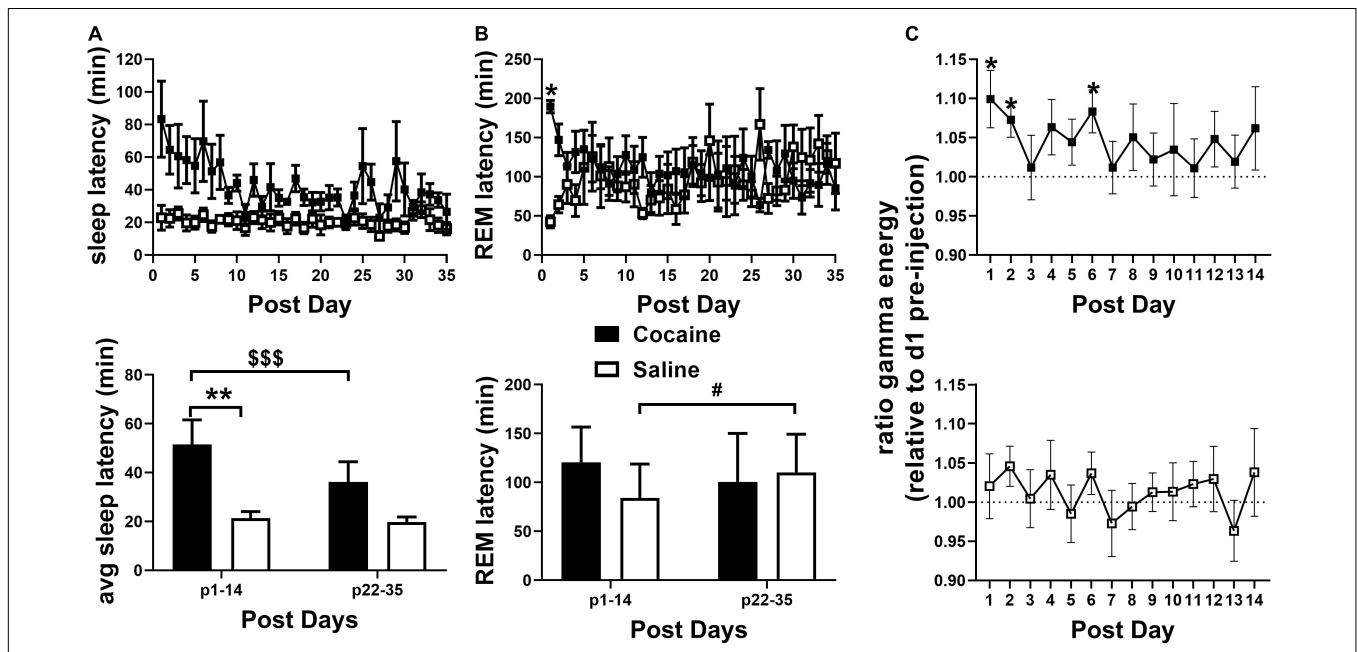 A
sleep latency (min)
120
100
80
60
40
20
0
0 5 10 15 20 25 30 35
Post Day
B
REM latency (min)
250
200
150
100
50
0
*
0 5 10 15 20 25 30 35
Post Day
C
ratio gamma energy
(relative to d1 pre-injection)
1.15
1.10
1.05
1.00
0.95
0.90
* * *
1 2 3 4 5 6 7 8 9 10 11 12 13 14
Post Day
Cocaine
Saline
avg sleep latency (min)
80
60
40
20
0
$$$
**
p1-14 p22-35
Post Days
REM latency (min)
200
150
100
50
0
#
p1-14 p22-35
Post Days
1.15
1.10
1.05
1.00
0.95
0.90
1 2 3 4 5 6 7 8 9 10 11 12 13 14
Post Day